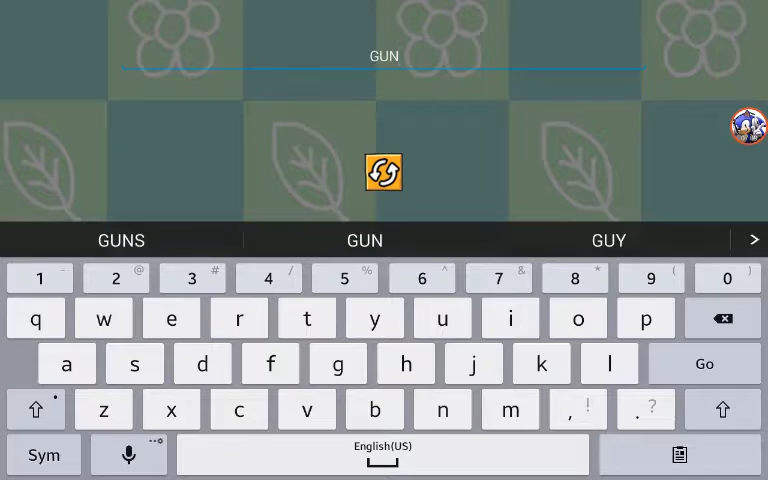 GUN
GUNS GUN GUY >
1 - 2 @ 3 # 4 / 5 % 6 ^ 7 & 8 * 9 ( 0 )
q w e r t y u i o p
a s d f g h j k l Go
z x c v b n m , ! . ?
Sym English(US)